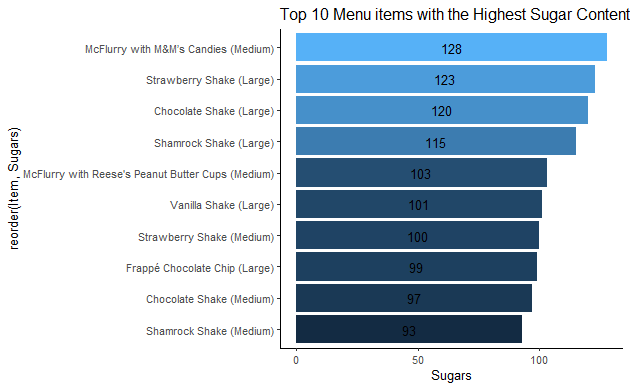 Top 10 Menu items with the Highest Sugar Content
reorder(Item, Sugars)
McFlurry with M&M's Candies (Medium) 128
Strawberry Shake (Large) 123
Chocolate Shake (Large) 120
Shamrock Shake (Large) 115
McFlurry with Reese's Peanut Butter Cups (Medium) 103
Vanilla Shake (Large) 101
Strawberry Shake (Medium) 100
Frappé Chocolate Chip (Large) 99
Chocolate Shake (Medium) 97
Shamrock Shake (Medium) 93
0 50 100
Sugars